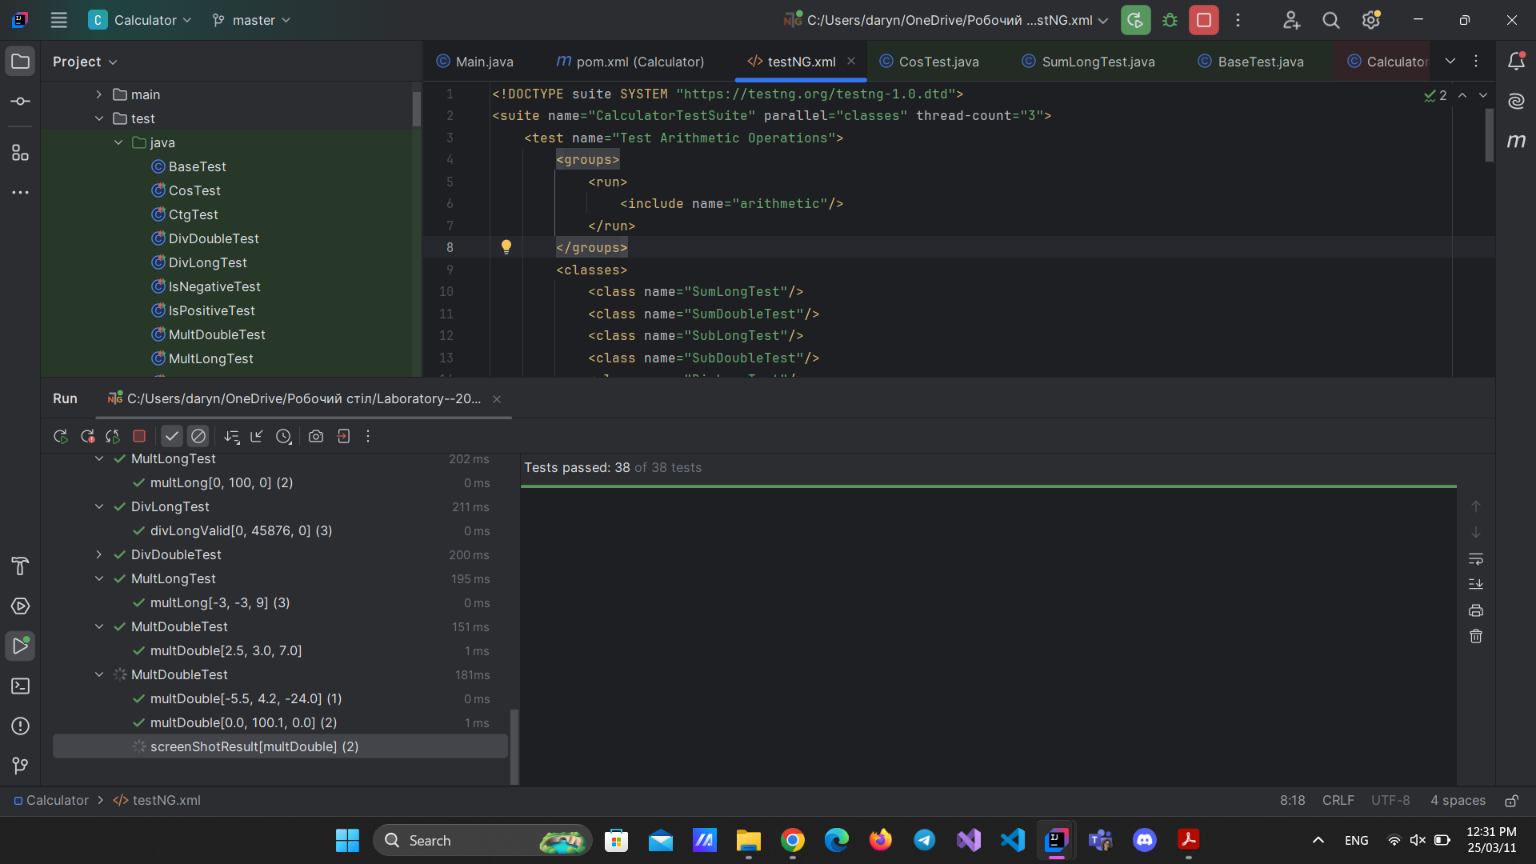 Calculator
master
C:/Users/daryn/OneDrive/Робочий ...stNG.xml
Project
Main.java
pom.xml (Calculator)
testNG.xml
CosTest.java
SumLongTest.java
BaseTest.java
Calculator
main
test
java
BaseTest
CosTest
CtgTest
DivDoubleTest
DivLongTest
IsNegativeTest
IsPositiveTest
MultDoubleTest
MultLongTest
2
1 <!DOCTYPE suite SYSTEM "https://testng.org/testng-1.0.dtd">
2 <suite name="CalculatorTestSuite" parallel="classes" thread-count="3">
3 <test name="Test Arithmetic Operations">
4 <groups>
5 <run>
6 <include name="arithmetic"/>
7 </run>
8 </groups>
9 <classes>
10 <class name="SumLongTest"/>
11 <class name="SumDoubleTest"/>
12 <class name="SubLongTest"/>
13 <class name="SubDoubleTest"/>
Run
C:/Users/daryn/OneDrive/Робочий стіл/Laboratory--20...
MultLongTest 202 ms
multLong[0, 100, 0] (2) 0 ms
DivLongTest 211 ms
divLongValid[0, 45876, 0] (3) 0 ms
DivDoubleTest 200 ms
MultLongTest 195 ms
multLong[-3, -3, 9] (3) 0 ms
MultDoubleTest 151 ms
multDouble[2.5, 3.0, 7.0] 1 ms
MultDoubleTest 181ms
multDouble[-5.5, 4.2, -24.0] (1) 0 ms
multDouble[0.0, 100.1, 0.0] (2) 1 ms
screenShotResult[multDouble] (2)
Tests passed: 38 of 38 tests
Calculator > testNG.xml
8:18 CRLF UTF-8 4 spaces
Search
ENG
12:31 PM
25/03/11